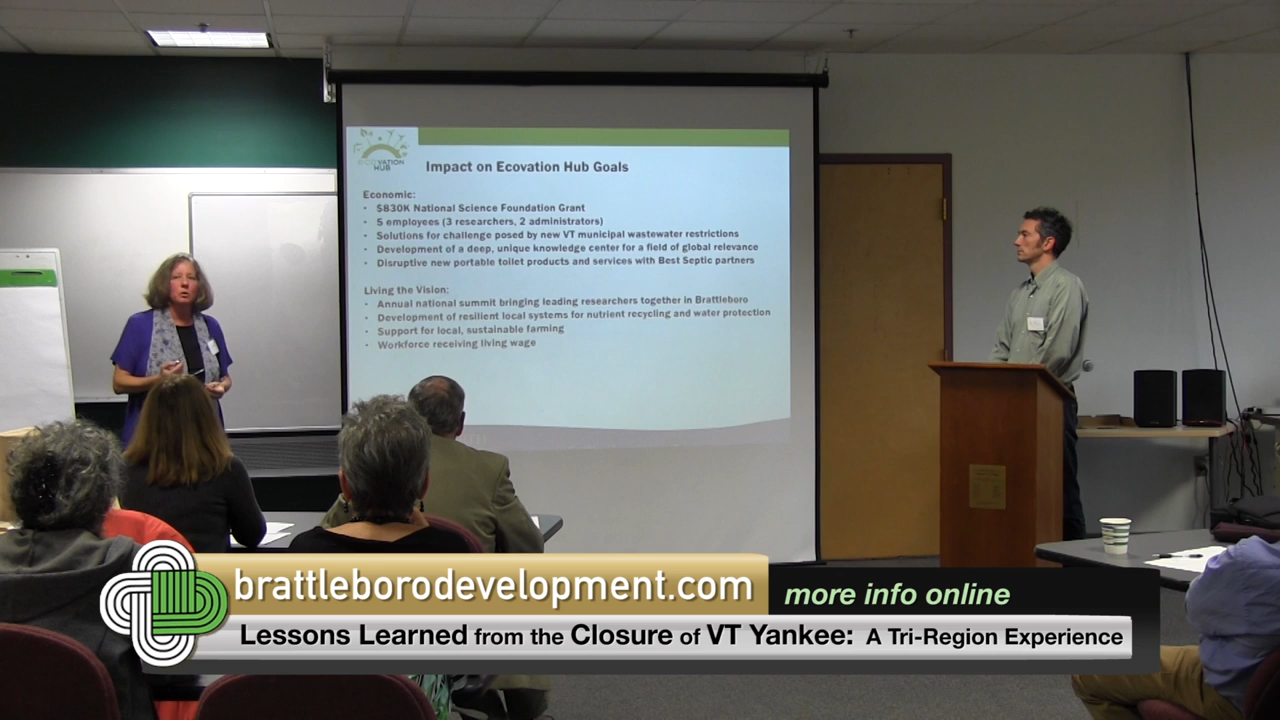 ecovation
HUB
Impact on Ecovation Hub Goals
Economic:
• $830K National Science Foundation Grant
• 5 employees (3 researchers, 2 administrators)
• Solutions for challenge posed by new VT municipal wastewater restrictions
• Development of a deep, unique knowledge center for a field of global relevance
• Disruptive new portable toilet products and services with Best Septic partners
Living the Vision:
• Annual national summit bringing leading researchers together in Brattleboro
• Development of resilient local systems for nutrient recycling and water protection
• Support for local, sustainable farming
• Workforce receiving living wage
brattleborodevelopment.com
more info online
Lessons Learned from the Closure of VT Yankee: A Tri-Region Experience